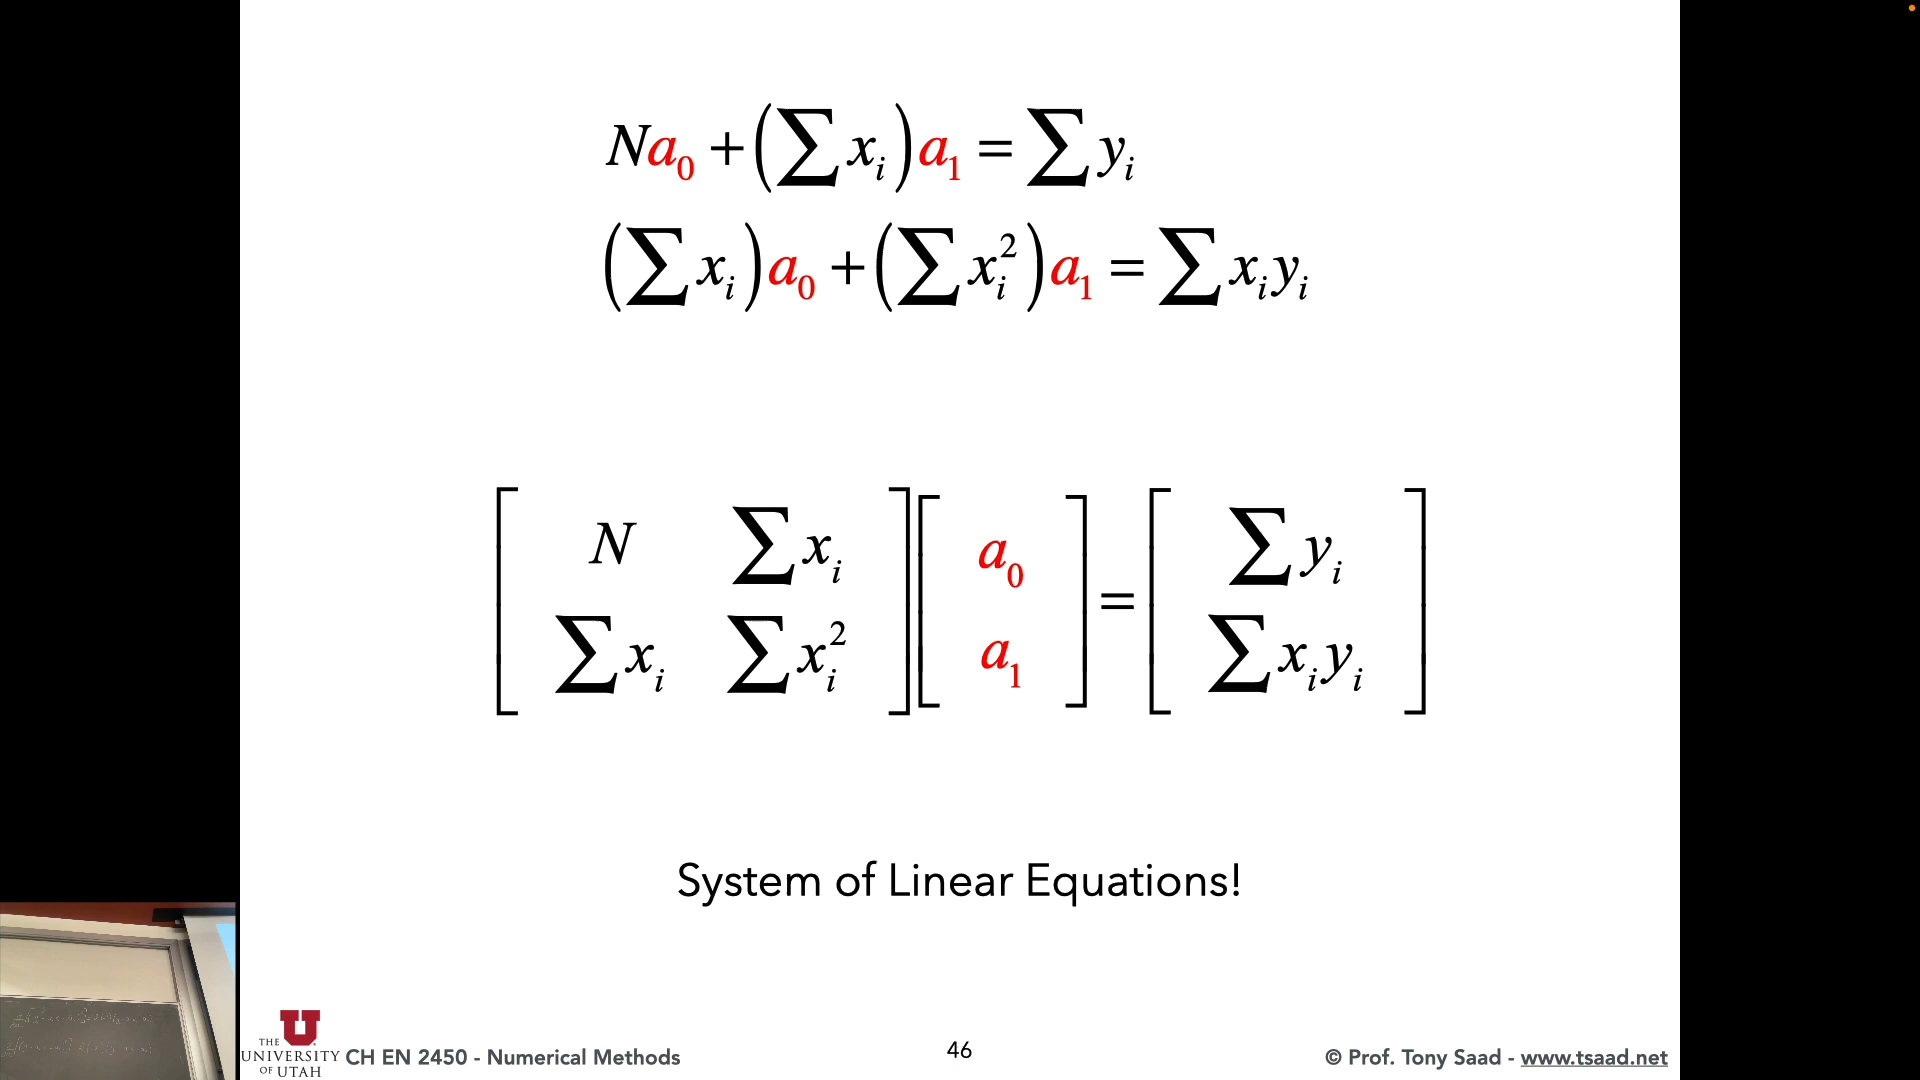 Na₀ + (∑xᵢ)a₁ = ∑yᵢ
(∑xᵢ)a₀ + (∑xᵢ²)a₁ = ∑xᵢyᵢ
[ N ∑xᵢ ] [ a₀ ] = [ ∑yᵢ ]
[ ∑xᵢ ∑xᵢ² ] [ a₁ ] = [ ∑xᵢyᵢ ]
System of Linear Equations!
THE
UNIVERSITY
OF UTAH
CH EN 2450 - Numerical Methods
46
© Prof. Tony Saad - www.tsaad.net